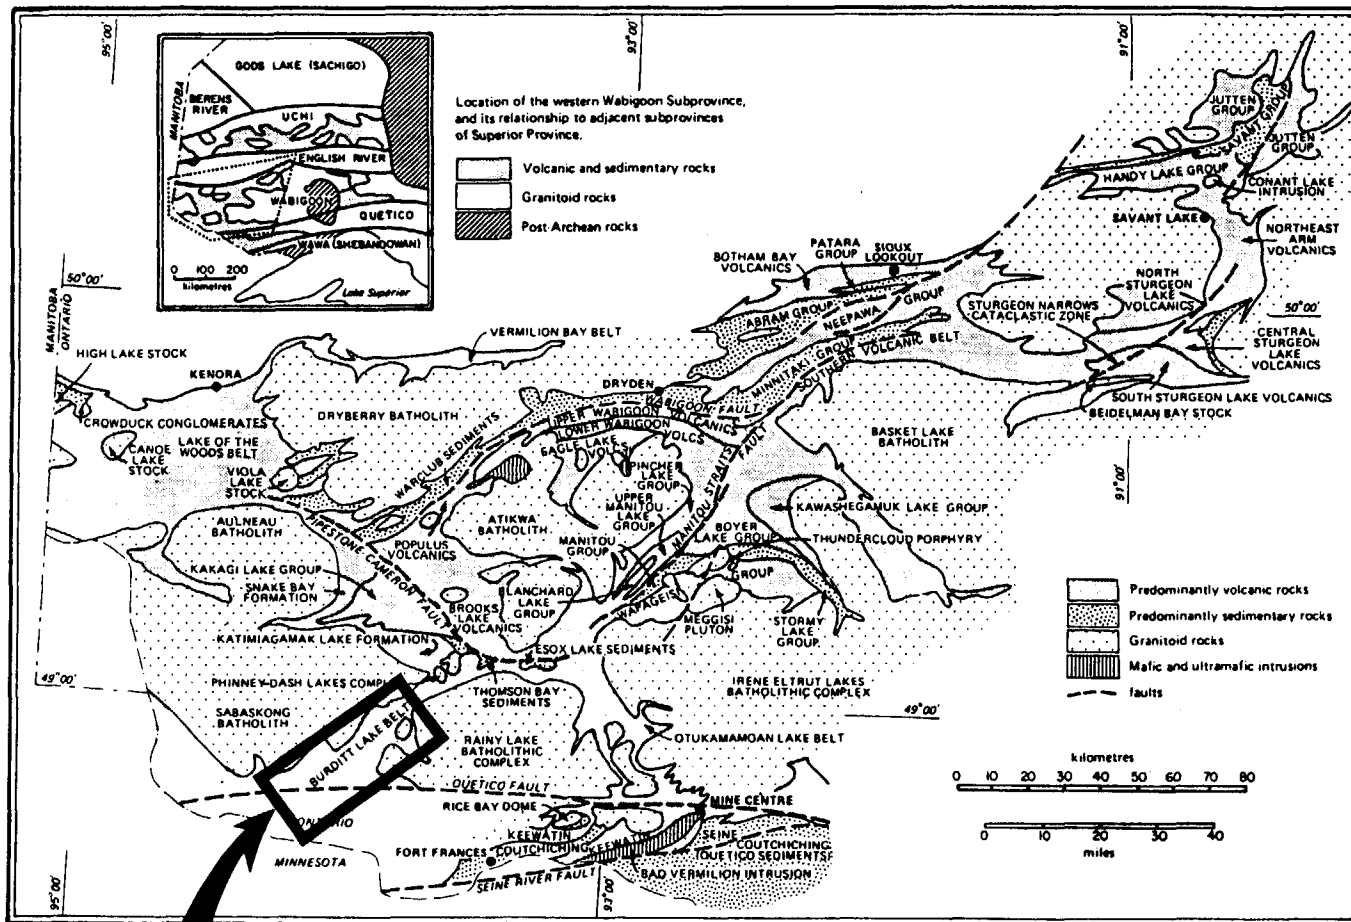 95°00'
93°00'
91°00'
GODS LAKE (SACHIGO)
MANITOBA
BERENS
RIVER
UCHI
ENGLISH RIVER
WABIGOON
QUETICO
WAWA (SHEBANDOWAN)
0 100 200
kilometres
Lake Superior
Location of the western Wabigoon Subprovince,
and its relationship to adjacent subprovinces
of Superior Province.
Volcanic and sedimentary rocks
Granitoid rocks
Post-Archean rocks
JUTTEN
GROUP
SAVANT GROUP
JUTTEN
GROUP
HANDY LAKE GROUP
CONANT LAKE
INTRUSION
SAVANT LAKE
NORTHEAST
ARM
VOLCANICS
PATARA
GROUP
SIOUX
LOOKOUT
BOTHAM BAY
VOLCANICS
NORTH
STURGEON
LAKE
VOLCANICS
50°00'
50°00'
ABRAM GROUP
NEEPAWA GROUP
STURGEON NARROWS
CATACLASTIC ZONE
CENTRAL
STURGEON
LAKE
VOLCANICS
MANITOBA
ONTARIO
VERMILION BAY BELT
MINNITAKI GROUP
SOUTHERN VOLCANIC BELT
HIGH LAKE STOCK
KENORA
DRYDEN
SOUTH STURGEON LAKE VOLCANICS
BEIDELMAN BAY STOCK
CROWDUCK CONGLOMERATES
DRYBERRY BATHOLITH
WABIGOON FAULT
UPPER WABIGOON VOLCANICS
LOWER WABIGOON VOLCS
BASKET LAKE
BATHOLITH
CANOE
LAKE
STOCK
LAKE OF THE
WOODS BELT
WARCLUB SEDIMENTS
EAGLE LAKE
VOLCS
VIOLA
LAKE
STOCK
PINCHER
LAKE
GROUP
MANITOU STRAITS FAULT
91°00'
UPPER
MANITOU
LAKE
GROUP
KAWASHEGAMUK LAKE GROUP
AULNEAU
BATHOLITH
PIPESTONE CAMERON FAULT
ATIKWA
BATHOLITH
BOYER
LAKE GROUP
THUNDERCLOUD PORPHYRY
POPULUS
VOLCANICS
MANITOU
GROUP
KAKAGI LAKE GROUP
SNAKE BAY
FORMATION
BLANCHARD
LAKE
GROUP
WAPAGEISI GROUP
BROOKS
LAKE
VOLCANICS
MEGGISI
PLUTON
STORMY
LAKE
GROUP
Predominantly volcanic rocks
Predominantly sedimentary rocks
Granitoid rocks
Mafic and ultramafic intrusions
faults
KATIMIAGAMAK LAKE FORMATION
ESOX LAKE SEDIMENTS
49°00'
PHINNEY-DASH LAKES COMPL
THOMSON BAY
SEDIMENTS
IRENE ELTRUT LAKES
BATHOLITHIC COMPLEX
49°00'
SABASKONG
BATHOLITH
BURDITT LAKE BELT
RAINY LAKE
BATHOLITHIC
COMPLEX
OTUKAMAMOAN LAKE BELT
kilometres
0 10 20 30 40 50 60 70 80
QUETICO FAULT
RICE BAY DOME
MINE CENTRE
0 10 20 30 40
miles
ONTARIO
MINNESOTA
KEEWATIN
COUTCHICHING
KEEWATIN
SEINE
COUTCHICHING
(QUETICO SEDIMENTS)
FORT FRANCES
BAD VERMILION INTRUSION
SEINE RIVER FAULT
95°00'
93°00'